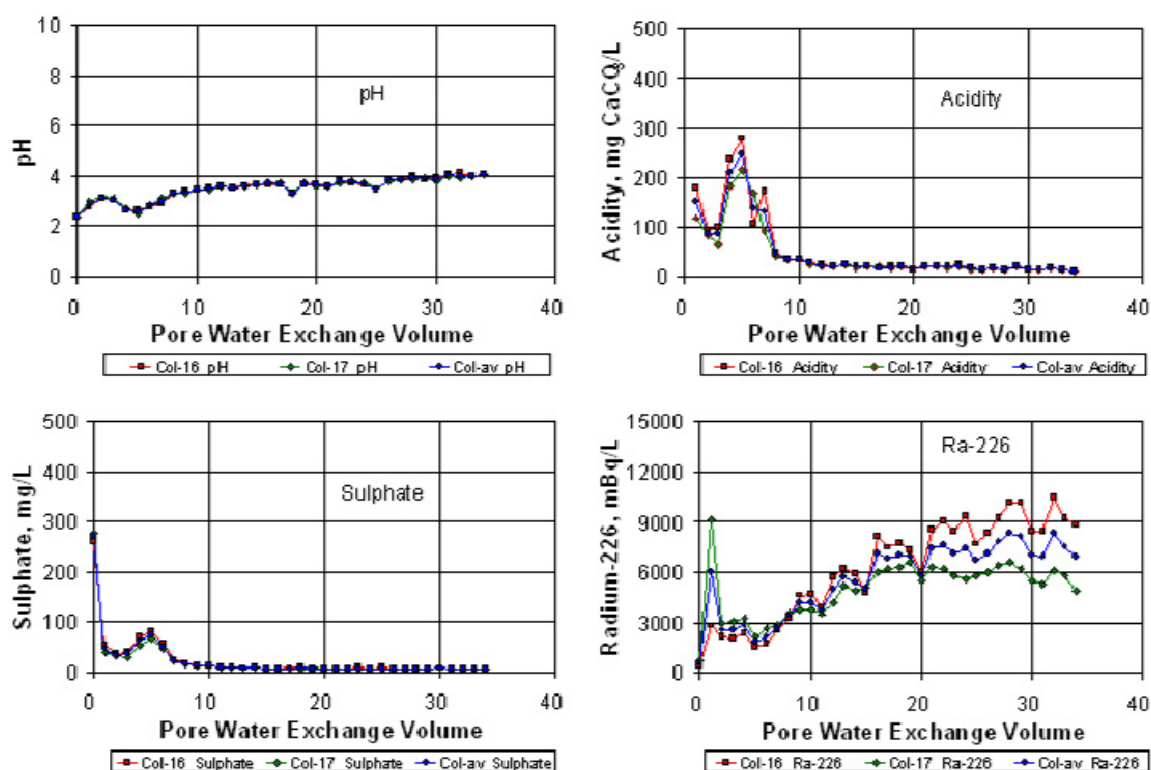 10
8
6
4
2
0
pH
pH
0 10 20 30 40
Pore Water Exchange Volume
Col-16 pH Col-17 pH Col-av pH
500
400
300
200
100
0
Acidity, mg CaCO3/L
Acidity
0 10 20 30 40
Pore Water Exchange Volume
Col-16 Acidity Col-17 Acidity Col-av Acidity
500
400
300
200
100
0
Sulphate, mg/L
Sulphate
0 10 20 30 40
Pore Water Exchange Volume
Col-16 Sulphate Col-17 Sulphate Col-av Sulphate
15000
12000
9000
6000
3000
0
Radium-226, mBq/L
Ra-226
0 10 20 30 40
Pore Water Exchange Volume
Col-16 Ra-226 Col-17 Ra-226 Col-av Ra-226